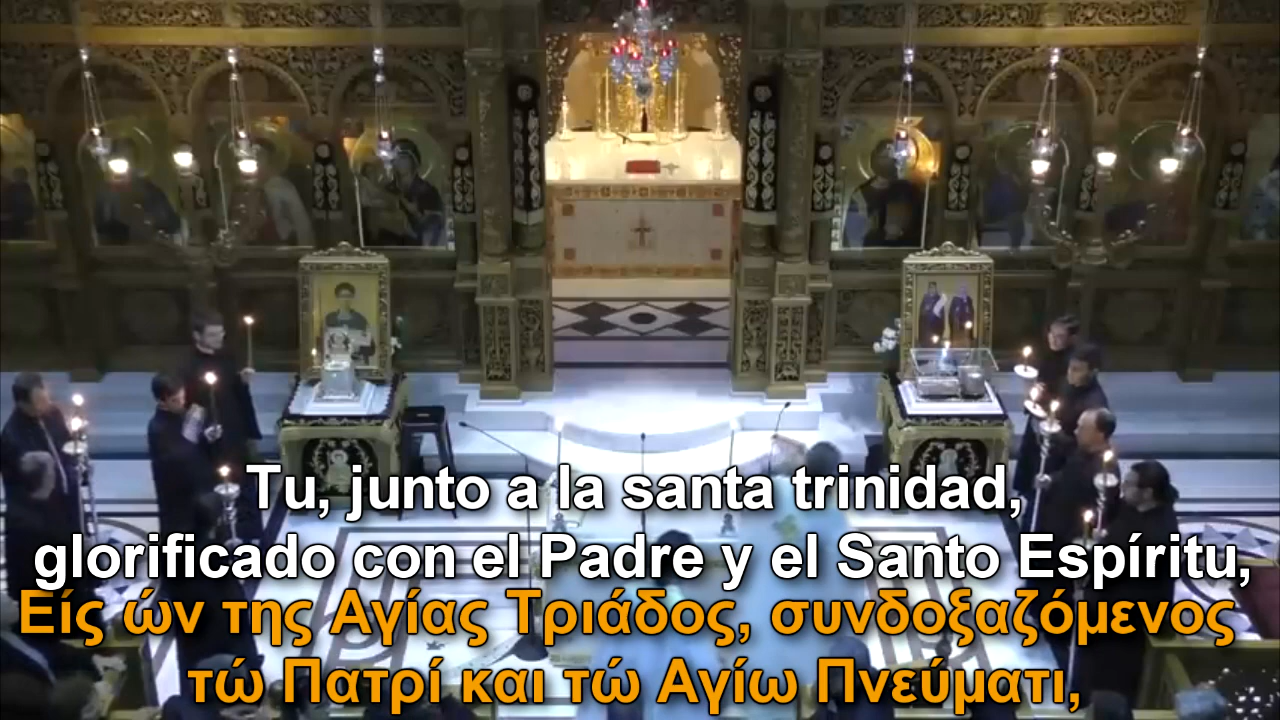 Tu, junto a la santa trinidad,
glorificado con el Padre y el Santo Espíritu,
Είς ών της Αγίας Τριάδος, συνδοξαζόμενος
τώ Πατρί και τώ Αγίω Πνεύματι,